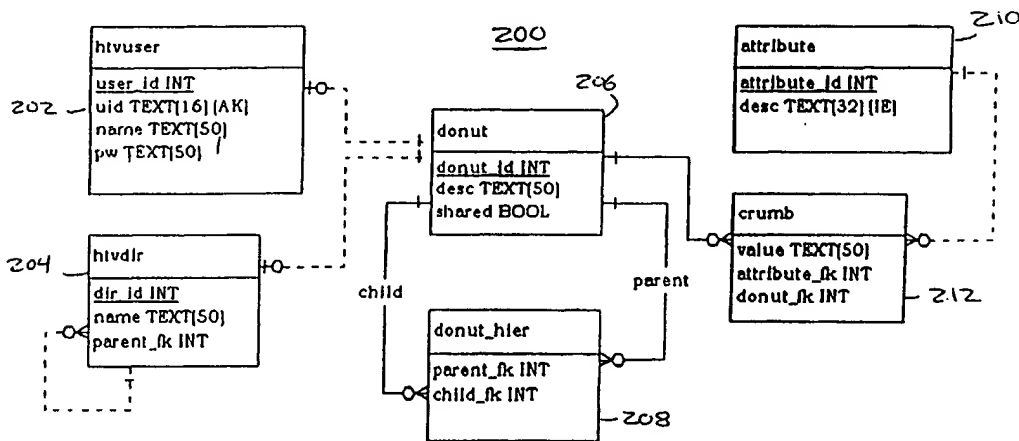 200
htvuser
user_id INT
uid TEXT(16) (AK)
name TEXT(50)
pw TEXT(50)
202
htvdir
dir_id INT
name TEXT(50)
parent_fk INT
204
donut
donut_id INT
desc TEXT(50)
shared BOOL
206
child
parent
donut_hier
parent_fk INT
child_fk INT
208
attribute
attribute_id INT
desc TEXT(32) (IE)
210
crumb
value TEXT(50)
attribute_fk INT
donut_fk INT
212